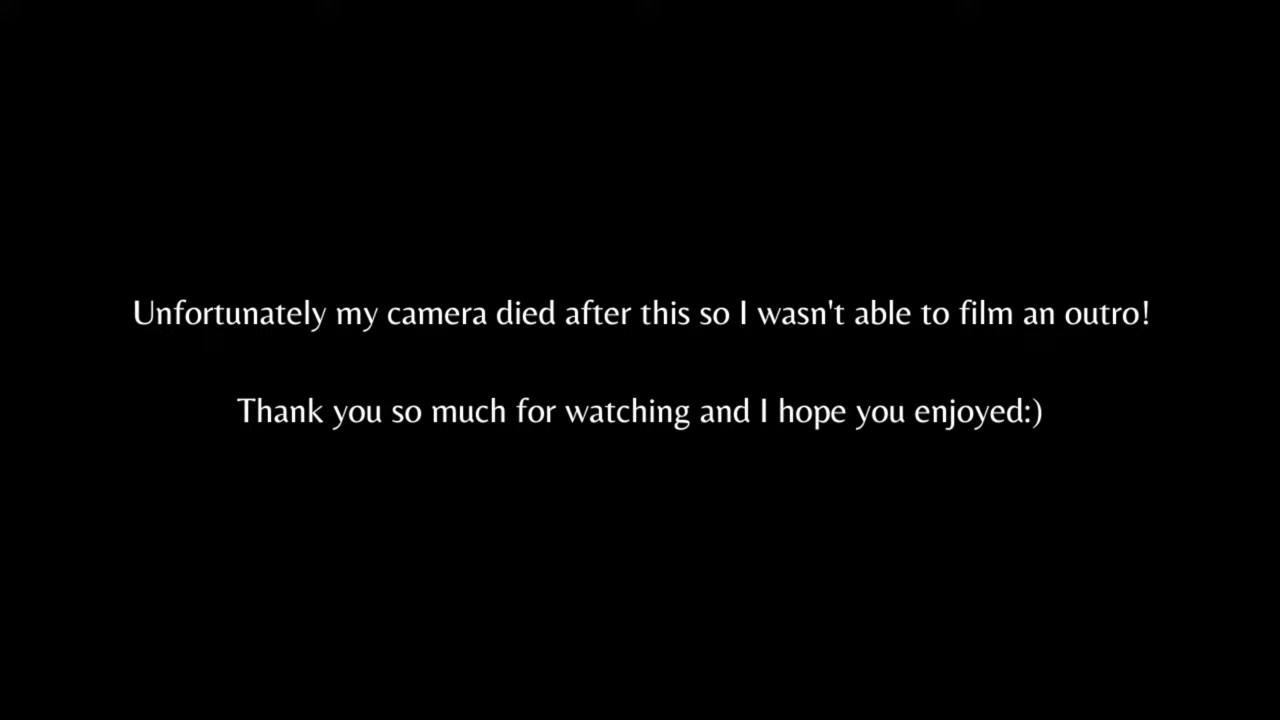 Unfortunately my camera died after this so I wasn't able to film an outro!
Thank you so much for watching and I hope you enjoyed:)